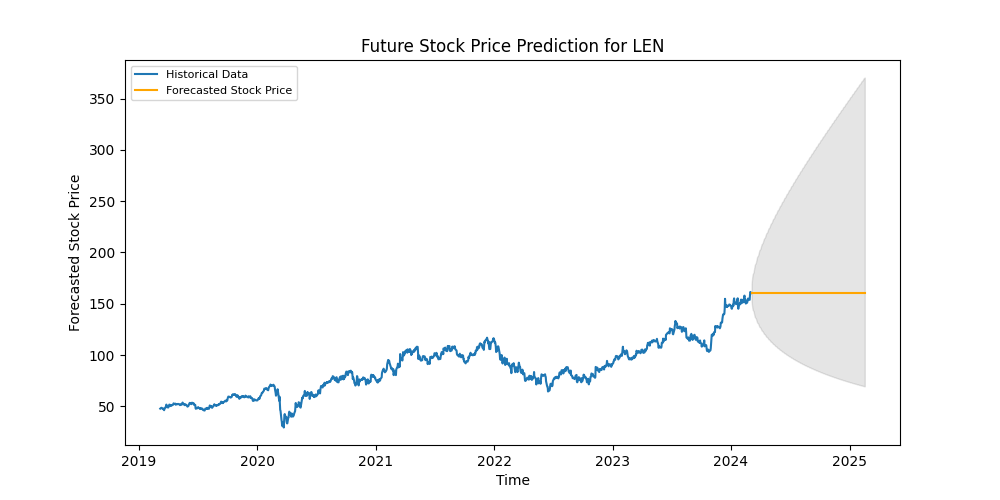 Future Stock Price Prediction for LEN
Historical Data
Forecasted Stock Price
Forecasted Stock Price
350
300
250
200
150
100
50
2019 2020 2021 2022 2023 2024 2025
Time